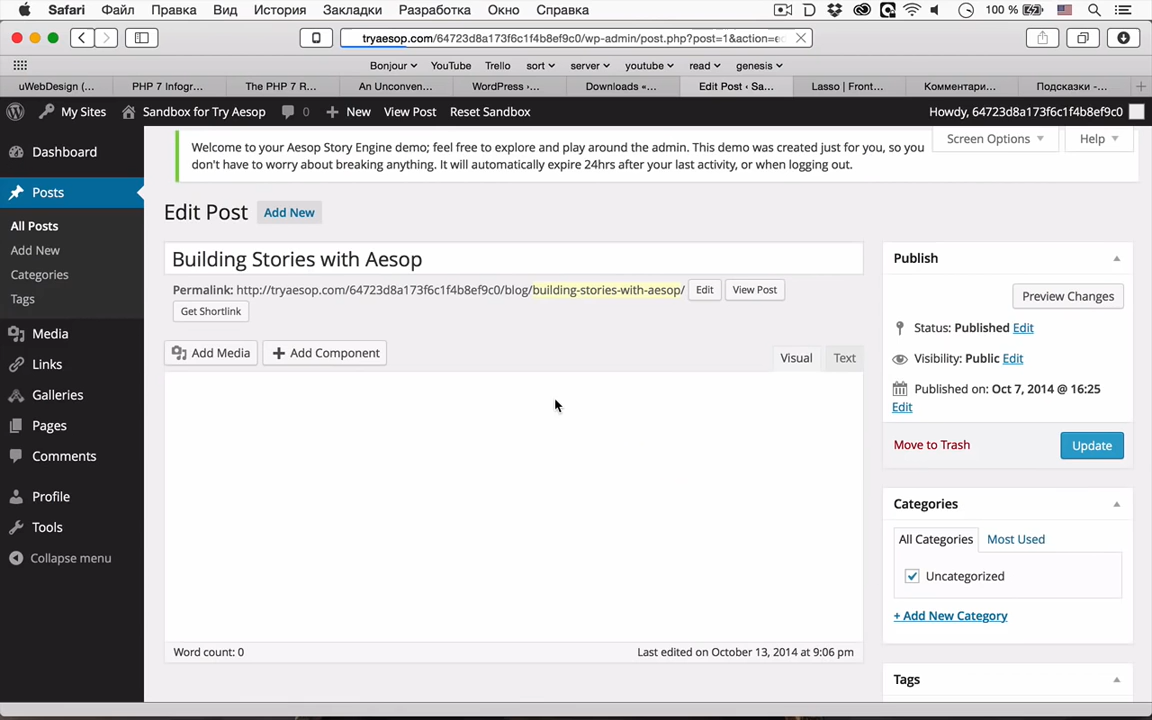 Safari Файл Правка Вид История Закладки Разработка Окно Справка 100 %
tryaesop.com/64723d8a173f6c1f4b8ef9c0/wp-admin/post.php?post=1&action=e
Bonjour YouTube Trello sort server youtube read genesis
uWebDesign (... PHP 7 Infogr... The PHP 7 R... An Unconven... WordPress ›... Downloads «... Edit Post ‹ Sa... Lasso | Front... Комментари... Подсказки -...
My Sites Sandbox for Try Aesop 0 New View Post Reset Sandbox Howdy, 64723d8a173f6c1f4b8ef9c0
Welcome to your Aesop Story Engine demo; feel free to explore and play around the admin. This demo was created just for you, so you
don't have to worry about breaking anything. It will automatically expire 24hrs after your last activity, or when logging out.
Screen Options Help
Dashboard
Posts
All Posts
Add New
Categories
Tags
Media
Links
Galleries
Pages
Comments
Profile
Tools
Collapse menu
Edit Post Add New
Building Stories with Aesop
Permalink: http://tryaesop.com/64723d8a173f6c1f4b8ef9c0/blog/building-stories-with-aesop/ Edit View Post
Get Shortlink
Add Media Add Component Visual Text
Word count: 0 Last edited on October 13, 2014 at 9:06 pm
Publish
Preview Changes
Status: Published Edit
Visibility: Public Edit
Published on: Oct 7, 2014 @ 16:25
Edit
Move to Trash Update
Categories
All Categories Most Used
Uncategorized
+ Add New Category
Tags